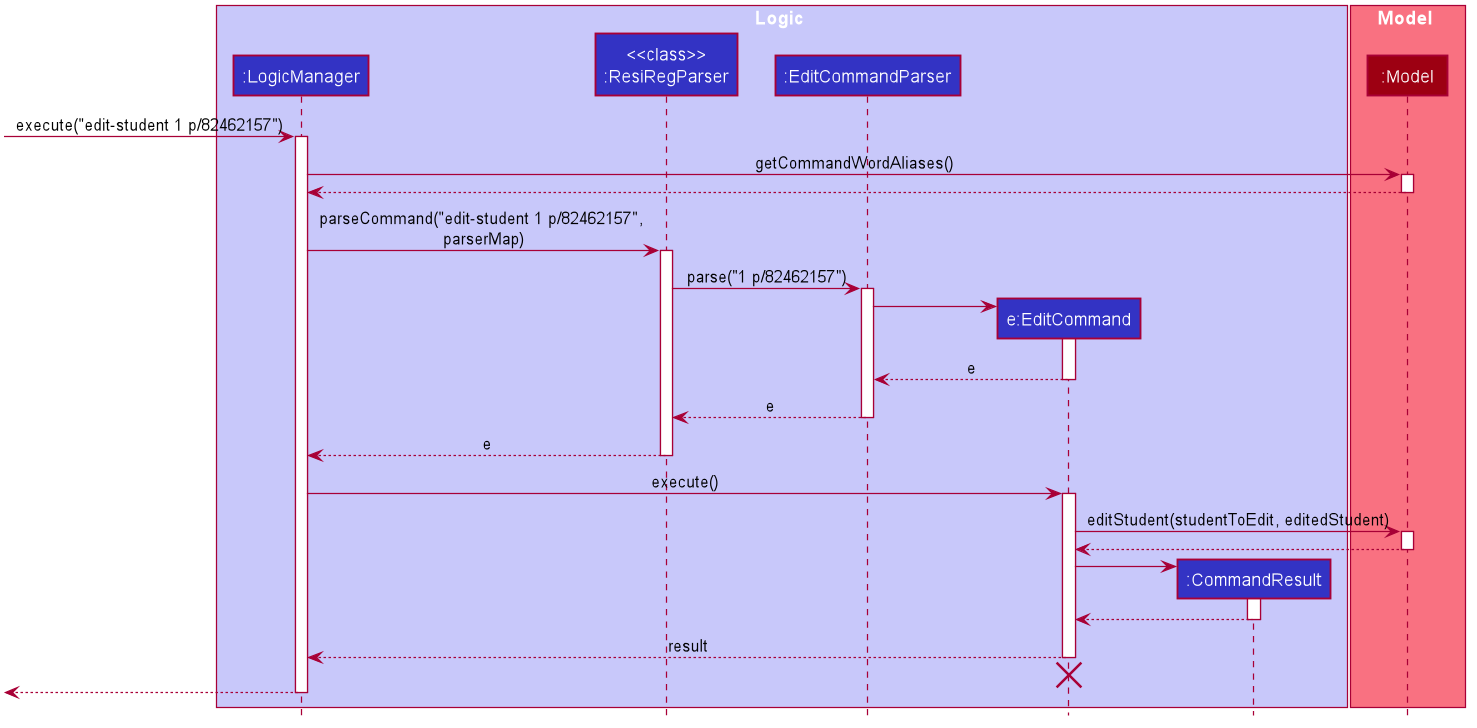 Logic
Model
<<class>>
:LogicManager
:ResiRegParser
:EditCommandParser
:Model
execute("edit-student 1 p/82462157")
getCommandWordAliases()
parseCommand("edit-student 1 p/82462157",
parserMap)
parse("1 p/82462157")
e:EditCommand
e
e
e
execute()
editStudent(studentToEdit, editedStudent)
:CommandResult
result